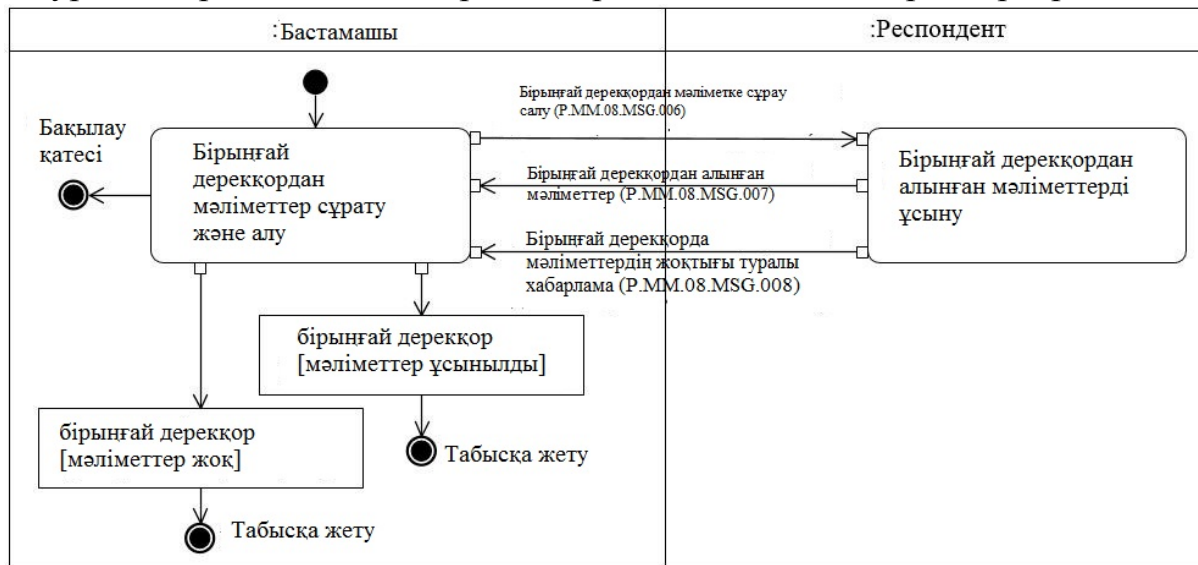 :Бастамашы
:Респондент
Бақылау
қатесі
Бірыңғай
дерекқордан
мәліметтер сұрату
және алу
Бірыңғай дерекқордан мәліметке сұрау
салу (P.MM.08.MSG.006)
Бірыңғай дерекқордан алынған
мәліметтер (P.MM.08.MSG.007)
Бірыңғай дерекқорда
мәліметтердің жоқтығы туралы
хабарлама (P.MM.08.MSG.008)
Бірыңғай дерекқордан
алынған мәліметтерді
ұсыну
бірыңғай дерекқор
[мәліметтер ұсынылды]
бірыңғай дерекқор
[мәліметтер жоқ]
Табысқа жету
Табысқа жету